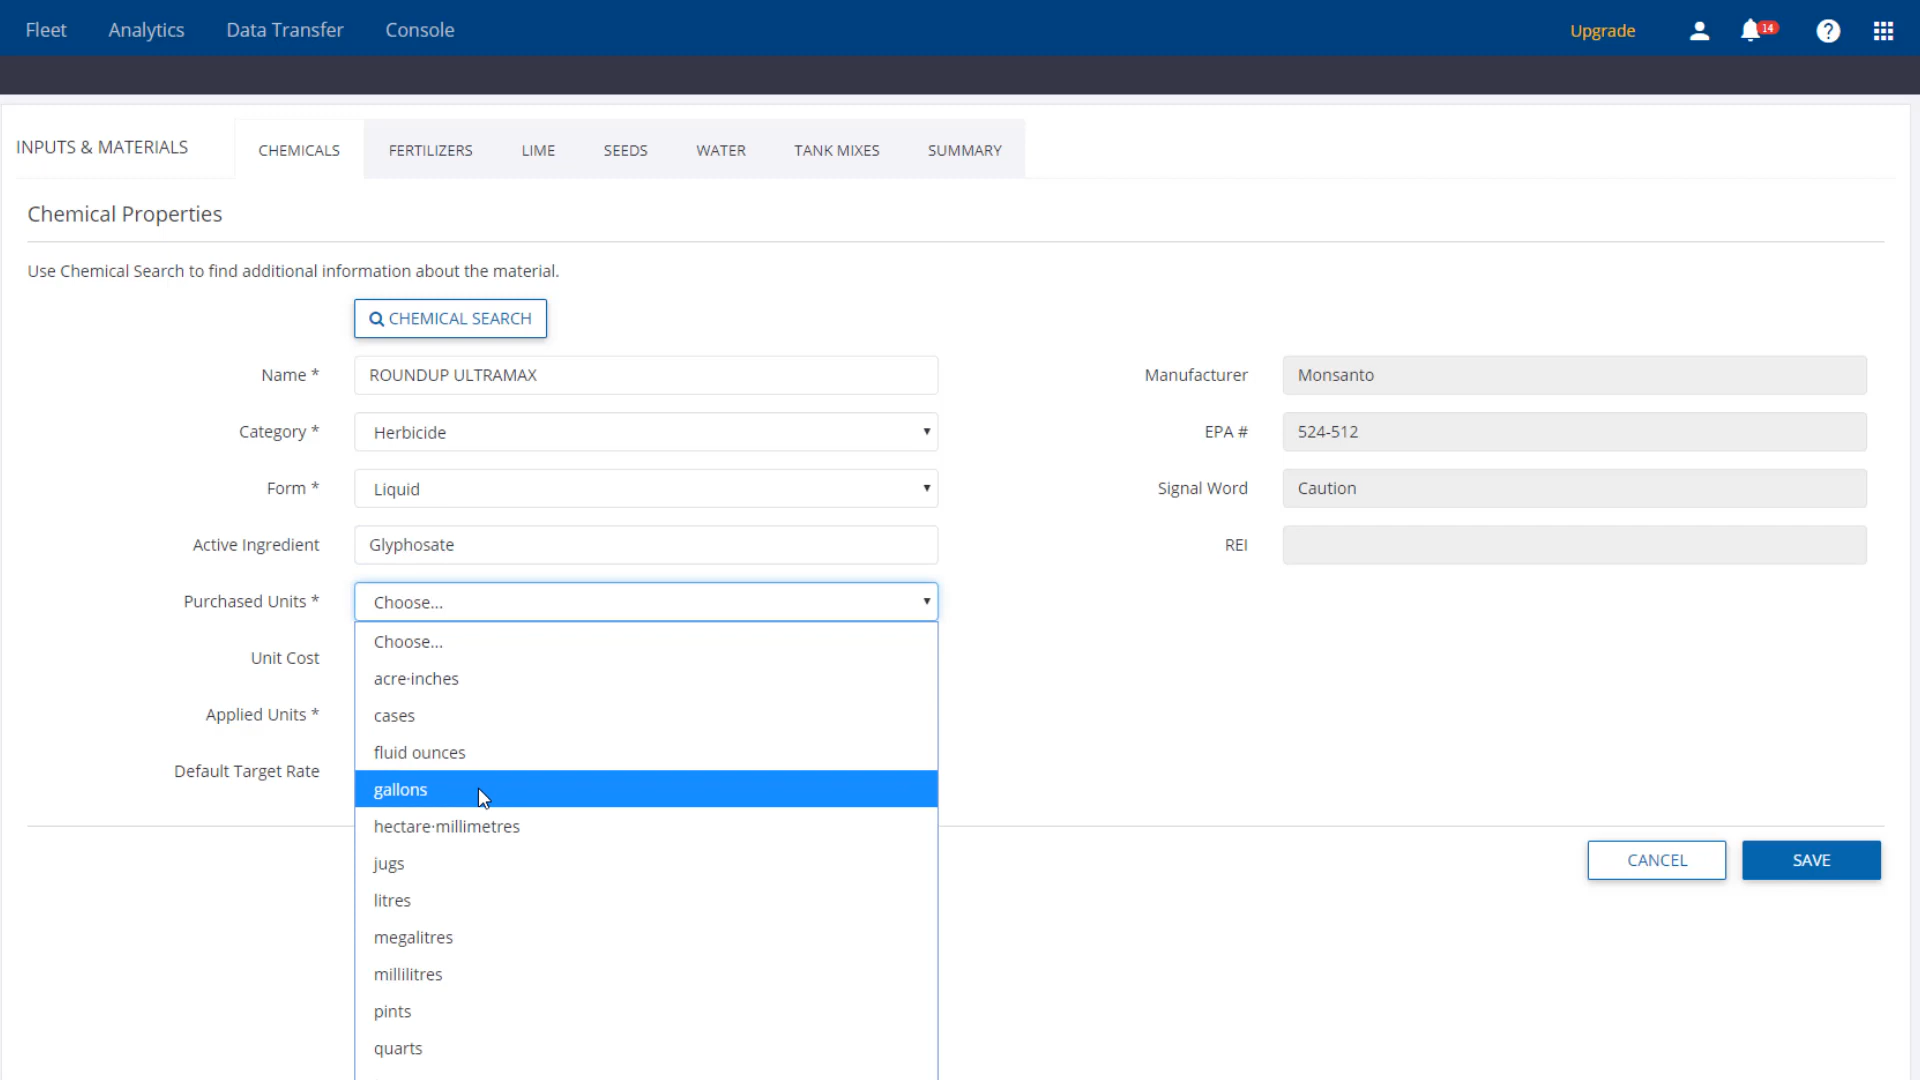 Fleet Analytics Data Transfer Console Upgrade 14 ?
INPUTS & MATERIALS CHEMICALS FERTILIZERS LIME SEEDS WATER TANK MIXES SUMMARY
Chemical Properties
Use Chemical Search to find additional information about the material.
CHEMICAL SEARCH
Name * ROUNDUP ULTRAMAX Manufacturer Monsanto
Category * Herbicide EPA # 524-512
Form * Liquid Signal Word Caution
Active Ingredient Glyphosate REI
Purchased Units * Choose...
Choose...
Unit Cost
acre·inches
Applied Units * cases
fluid ounces
Default Target Rate
gallons
hectare·millimetres
jugs CANCEL SAVE
litres
megalitres
millilitres
pints
quarts